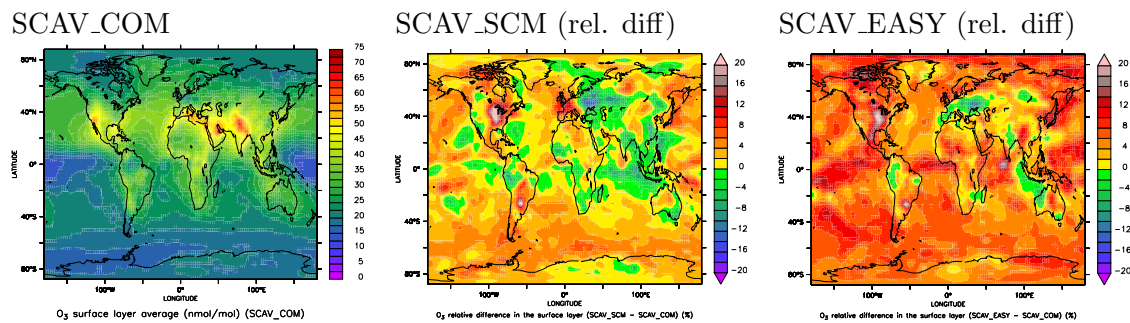 SCAV_COM
SCAV_SCM (rel. diff)
SCAV_EASY (rel. diff)
80°N
40°N
0°
40°S
80°S
LATITUDE
100°W
0°
100°E
LONGITUDE
75
70
65
60
55
50
45
40
35
30
25
20
15
10
5
0
O3 surface layer average (nmol/mol) (SCAV_COM)
80°N
40°N
0°
40°S
80°S
LATITUDE
100°W
0°
100°E
LONGITUDE
20
16
12
8
4
0
−4
−8
−12
−16
−20
O3 relative difference in the surface layer (SCAV_SCM − SCAV_COM) (%)
80°N
40°N
0°
40°S
80°S
LATITUDE
100°W
0°
100°E
LONGITUDE
20
16
12
8
4
0
−4
−8
−12
−16
−20
O3 relative difference in the surface layer (SCAV_EASY − SCAV_COM) (%)